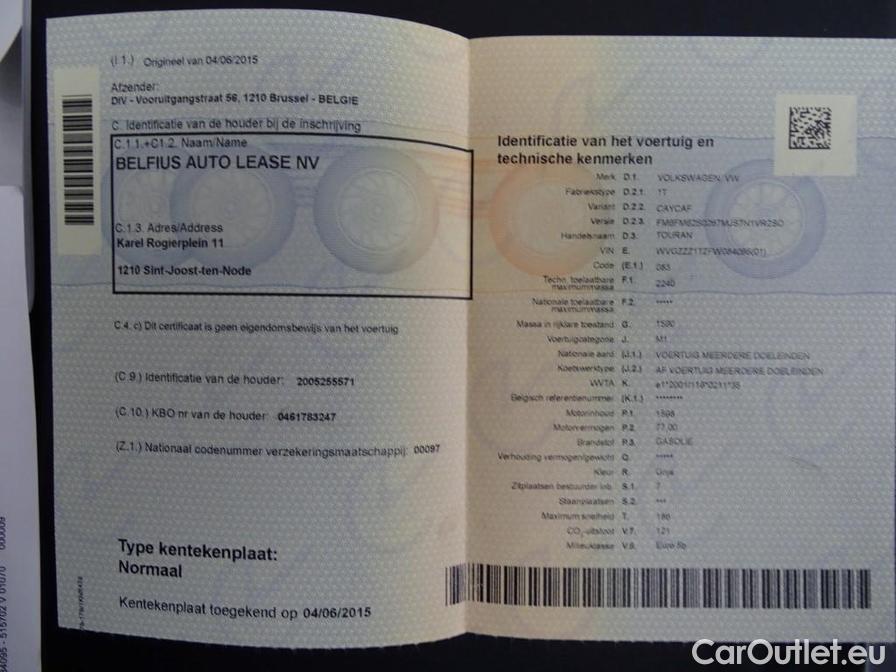 (I 1.) Origineel van 04/06/2015
Afzender:
DIV - Vooruitgangstraat 56, 1210 Brussel - BELGIE
C. Identificatie van de houder bij de inschrijving
C.1.1.+C1.2. Naam/Name
BELFIUS AUTO LEASE NV
C.1.3. Adres/Address
Karel Rogierplein 11
1210 Sint-Joost-ten-Node
C.4. c) Dit certificaat is geen eigendomsbewijs van het voertuig
(C.9.) Identificatie van de houder: 2005255571
(C.10.) KBO nr van de houder: 0461783247
(Z.1.) Nationaal codenummer verzekeringsmaatschappij: 00097
Type kentekenplaat:
Normaal
Kentekenplaat toegekend op 04/06/2015
Identificatie van het voertuig en
technische kenmerken
Merk D.1. VOLKSWAGEN, VW
Fabriekstype D.2.1. 1T
Variant D.2.2. CAYCAF
Versie D.2.3.
Handelsnaam D.3. TOURAN
VIN E.
Code (E.1.) 083
Techn. toelaatbare F.1. 2240
maximummassa
Nationale toelaatbare F.2. *****
maximummassa
Massa in rijklare toestand G. 1590
Voertuigcategorie J. M1
Nationale aard (J.1.) VOERTUIG MEERDERE DOELEINDEN
Koetswerktype (J.2.) AF VOERTUIG MEERDERE DOELEINDEN
WVTA K.
Belgisch referentienummer (K.1.) ********
Motorinhoud P.1. 1598
Motorvermogen P.2. 77,00
Brandstof P.3. GASOLIE
Verhouding vermogen/gewicht Q. *****
Kleur R. Grijs
Zitplaatsen bestuurder inb. S.1. 7
Staanplaatsen S.2. ***
Maximum snelheid T. 186
CO₂-uitstoot V.7. 121
Milieuklasse V.9. Euro 5b
CarOutlet.eu